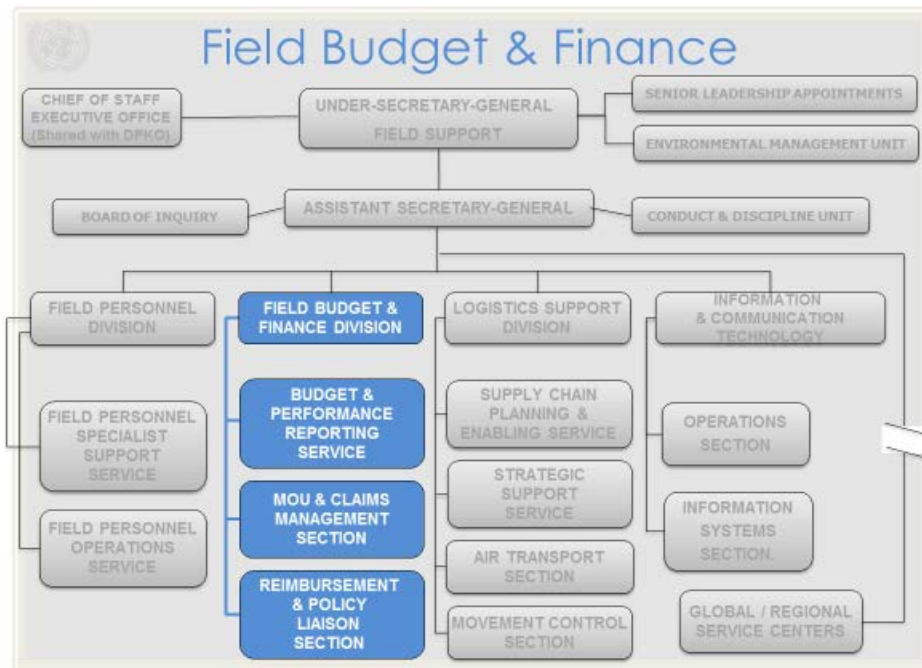 Field Budget & Finance
CHIEF OF STAFF
EXECUTIVE OFFICE
(Shared with DPKO)
UNDER-SECRETARY-GENERAL
FIELD SUPPORT
SENIOR LEADERSHIP APPOINTMENTS
ENVIRONMENTAL MANAGEMENT UNIT
BOARD OF INQUIRY
ASSISTANT SECRETARY-GENERAL
CONDUCT & DISCIPLINE UNIT
FIELD PERSONNEL
DIVISION
FIELD BUDGET &
FINANCE DIVISION
LOGISTICS SUPPORT
DIVISION
INFORMATION
& COMMUNICATION
TECHNOLOGY
FIELD PERSONNEL
SPECIALIST
SUPPORT
SERVICE
BUDGET &
PERFORMANCE
REPORTING
SERVICE
SUPPLY CHAIN
PLANNING &
ENABLING SERVICE
OPERATIONS
SECTION
FIELD PERSONNEL
OPERATIONS
SERVICE
MOU & CLAIMS
MANAGEMENT
SECTION
STRATEGIC
SUPPORT
SERVICE
INFORMATION
SYSTEMS
SECTION.
REIMBURSEMENT
& POLICY
LIAISON
SECTION
AIR TRANSPORT
SECTION
MOVEMENT CONTROL
SECTION
GLOBAL / REGIONAL
SERVICE CENTERS